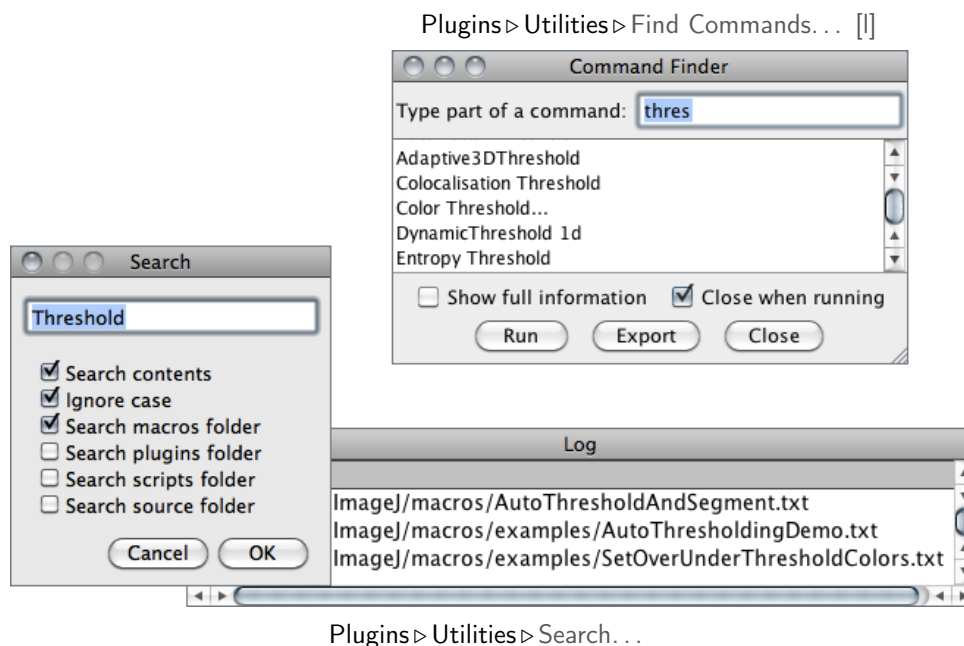 Plugins ▷ Utilities ▷ Find Commands. . . [l]
Command Finder
Type part of a command: thres
Adaptive3DThreshold
Colocalisation Threshold
Color Threshold...
DynamicThreshold 1d
Entropy Threshold
Show full information Close when running
Run Export Close
Search
Threshold
Search contents
Ignore case
Search macros folder
Search plugins folder
Search scripts folder
Search source folder
Cancel OK
Log
ImageJ/macros/AutoThresholdAndSegment.txt
ImageJ/macros/examples/AutoThresholdingDemo.txt
ImageJ/macros/examples/SetOverUnderThresholdColors.txt
Plugins ▷ Utilities ▷ Search. . .